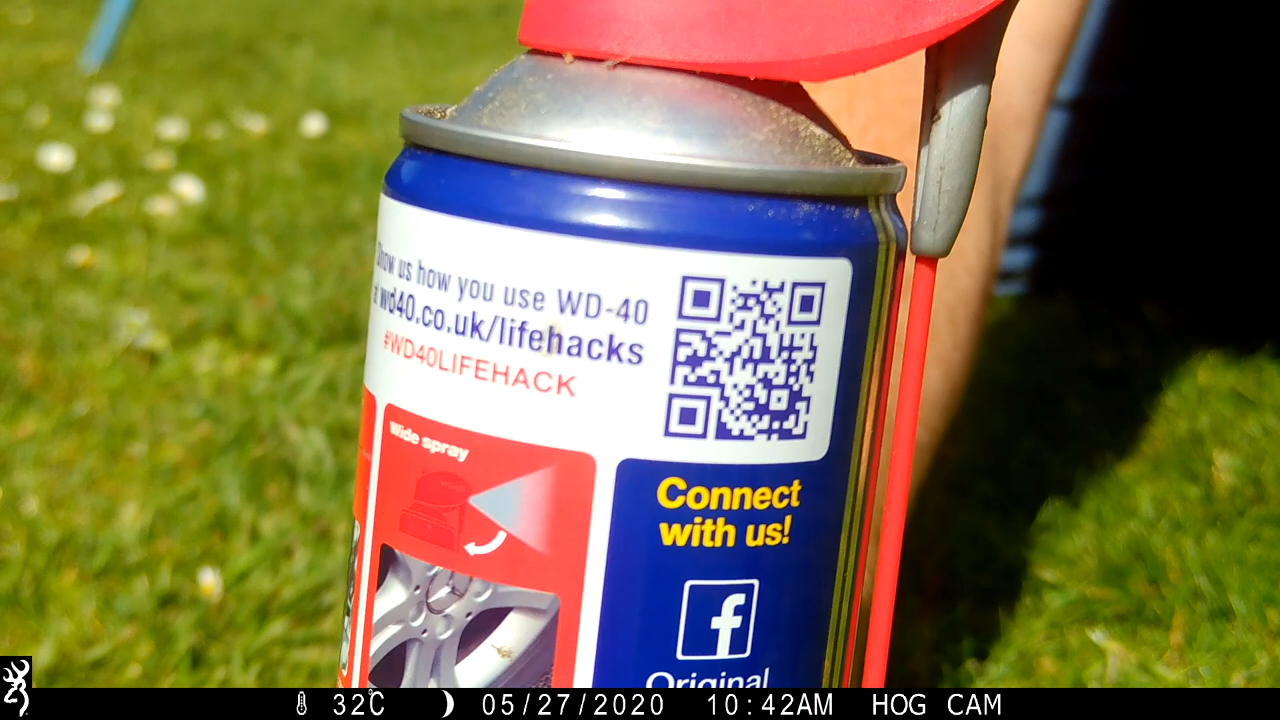 Show us how you use WD-40
at wd40.co.uk/lifehacks
#WD40LIFEHACK
Wide spray
Connect
with us!
f
Original
32°C 05/27/2020 10:42AM HOG CAM